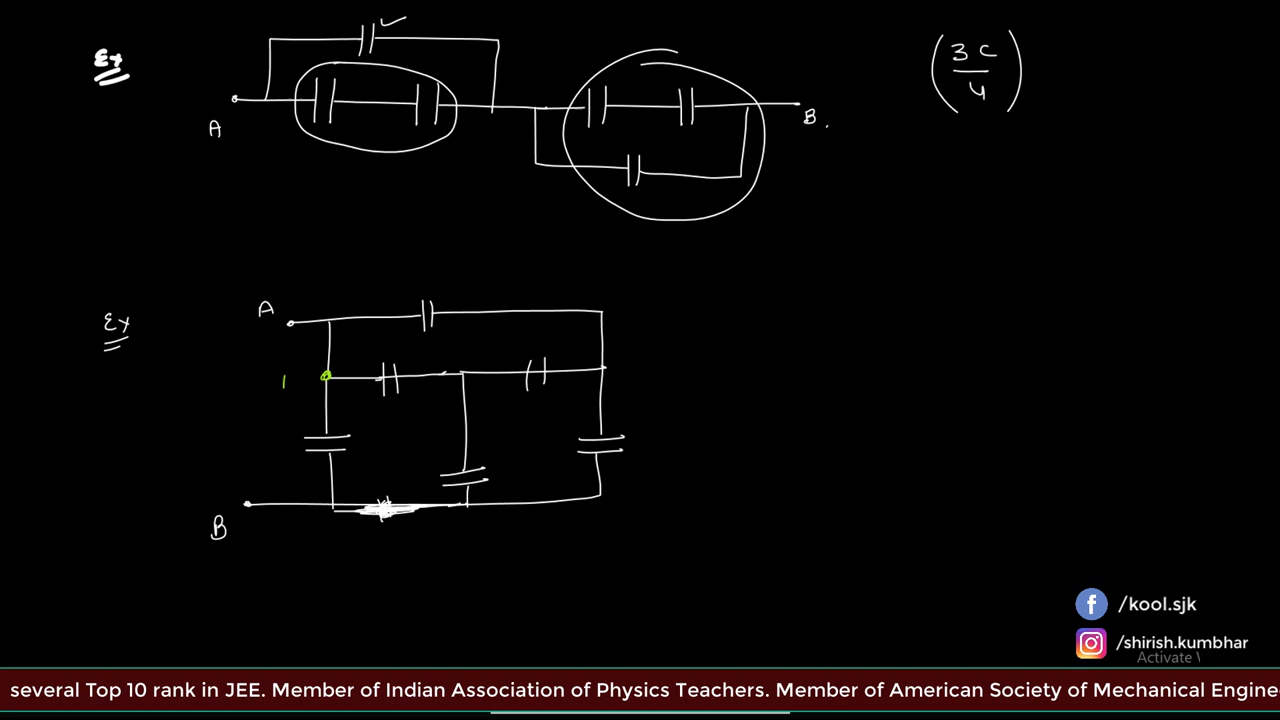 Ex
A
B.
(3C/4)
Ex
A
1
B
/kool.sjk
/shirish.kumbhar
Activate
several Top 10 rank in JEE. Member of Indian Association of Physics Teachers. Member of American Society of Mechanical Engine